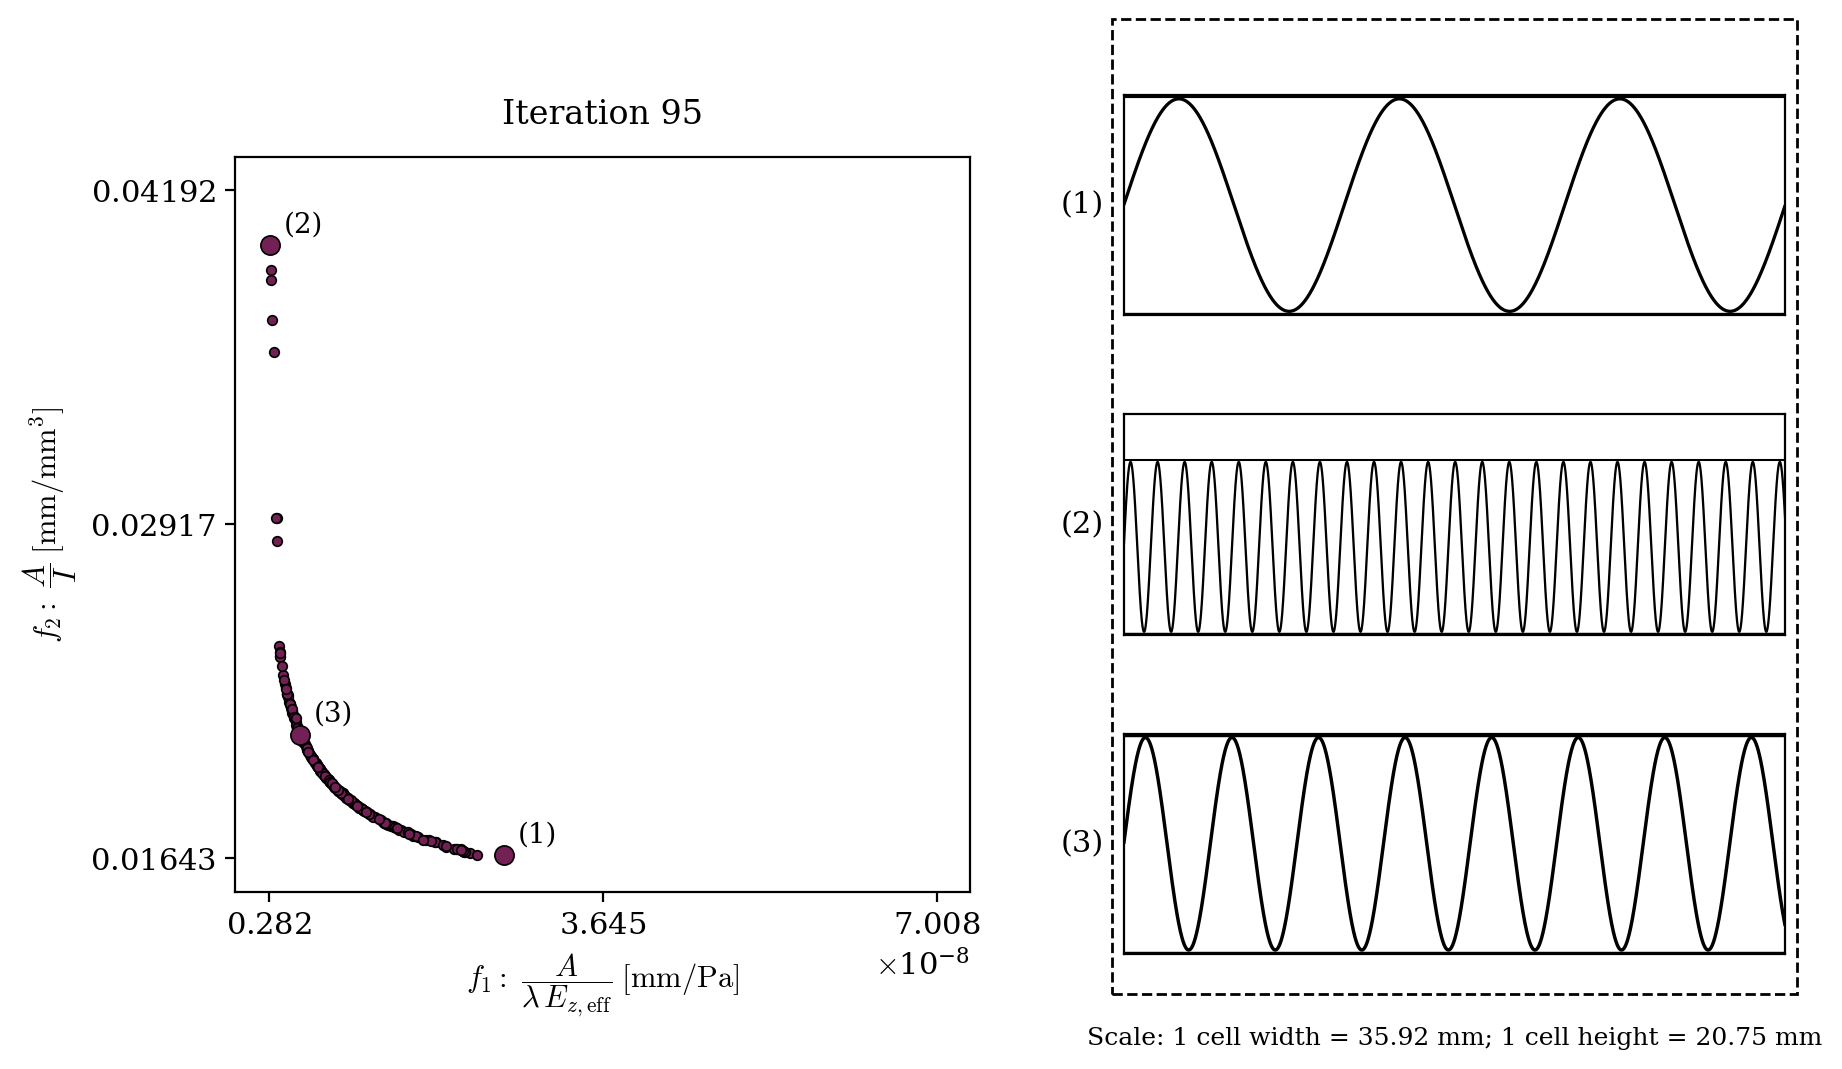 Iteration 95
0.04192
0.02917
0.01643
f₂ : A/I [mm/mm³]
(2)
(3)
(1)
0.282 3.645 7.008
×10⁻⁸
f₁ : A/(λ E_z,eff) [mm/Pa]
(1)
(2)
(3)
Scale: 1 cell width = 35.92 mm; 1 cell height = 20.75 mm